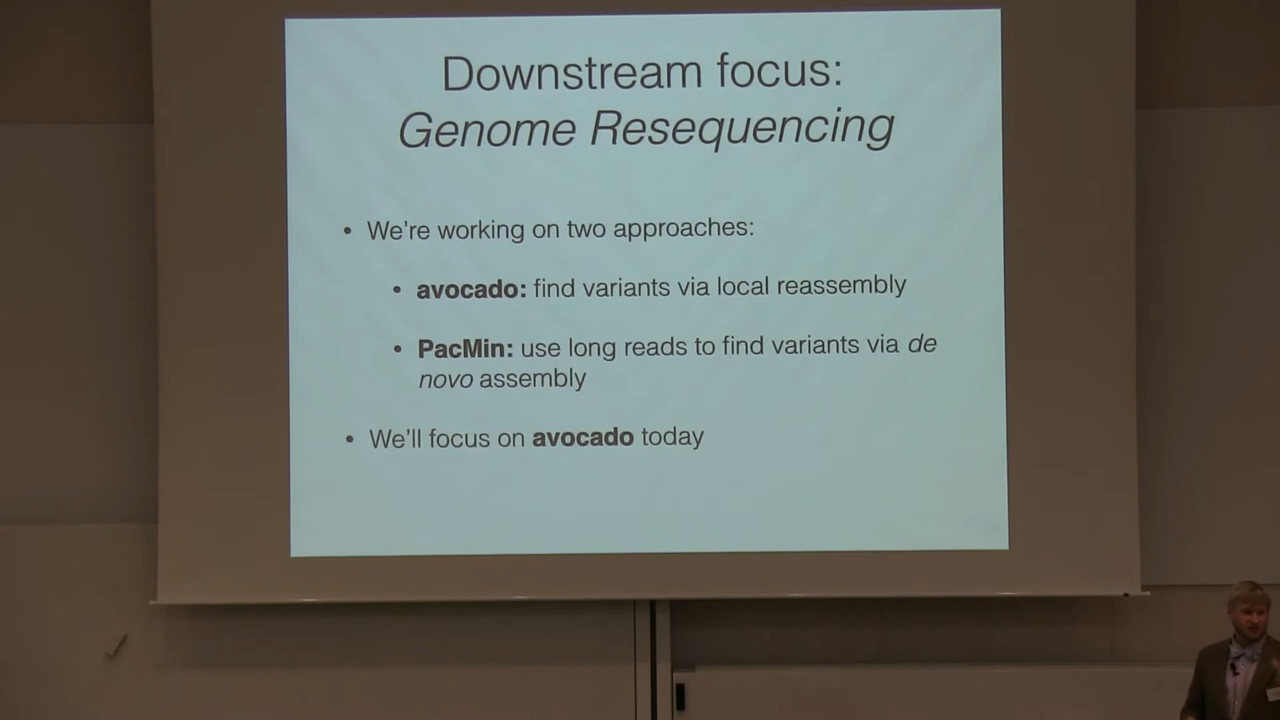 Downstream focus:
Genome Resequencing
• We're working on two approaches:
• avocado: find variants via local reassembly
• PacMin: use long reads to find variants via de
novo assembly
• We'll focus on avocado today